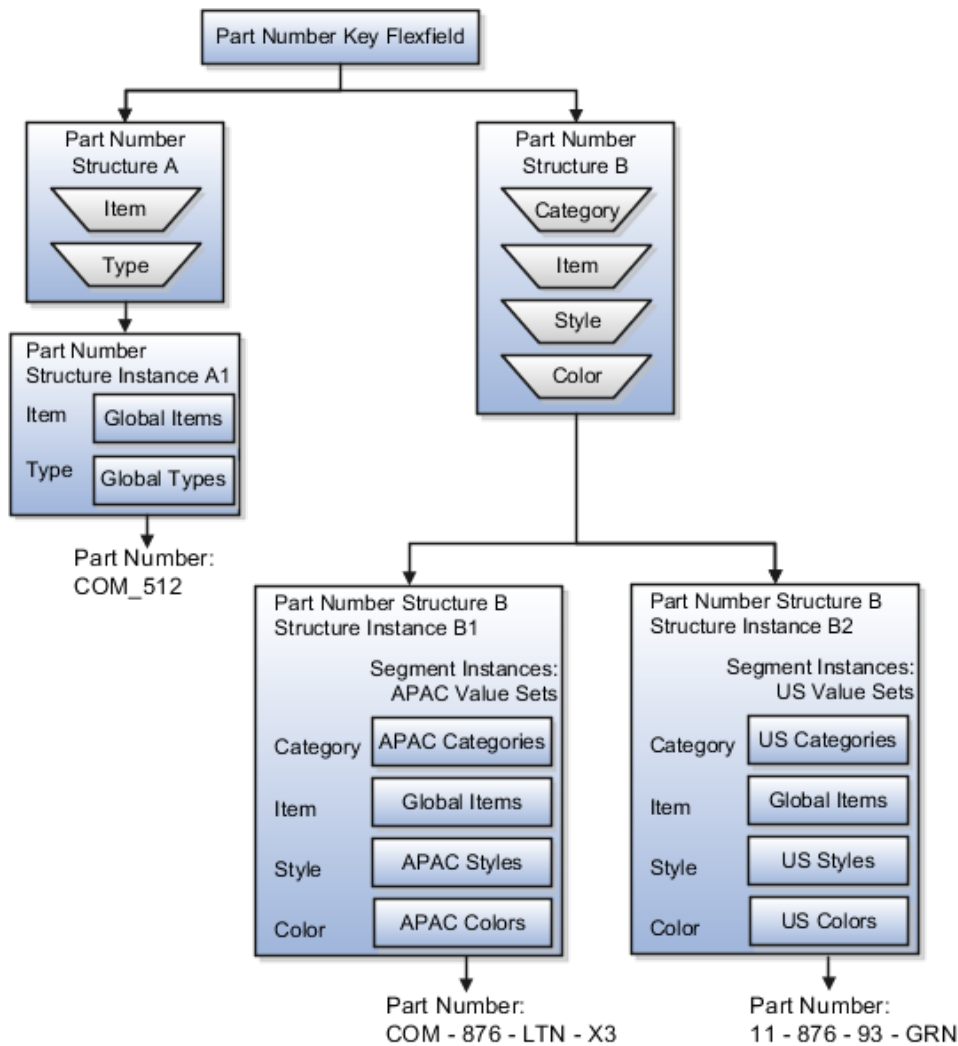 Part Number Key Flexfield
Part Number
Structure A
Item
Type
Part Number
Structure Instance A1
Item
Global Items
Type
Global Types
Part Number:
COM_512
Part Number
Structure B
Category
Item
Style
Color
Part Number Structure B
Structure Instance B1
Segment Instances:
APAC Value Sets
Category
APAC Categories
Item
Global Items
Style
APAC Styles
Color
APAC Colors
Part Number:
COM - 876 - LTN - X3
Part Number Structure B
Structure Instance B2
Segment Instances:
US Value Sets
Category
US Categories
Item
Global Items
Style
US Styles
Color
US Colors
Part Number:
11 - 876 - 93 - GRN